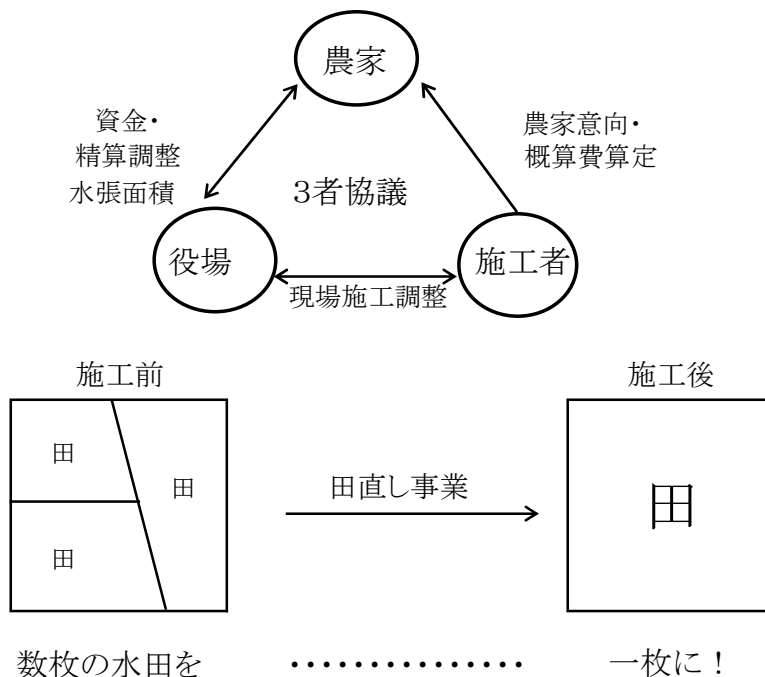 農家
資金・
精算調整
水張面積
農家意向・
概算費算定
3者協議
役場
施工者
現場施工調整
施工前
施工後
田
田
田
田直し事業
田
数枚の水田を
・・・・・・・・・・・・・・・
一枚に！